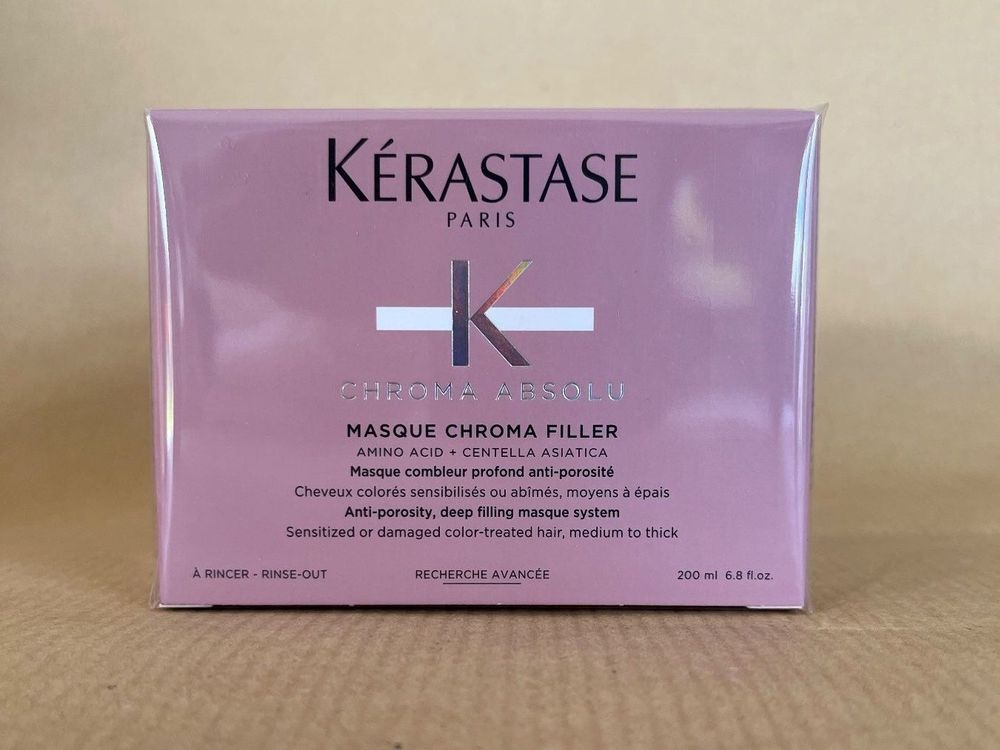 KÉRASTASE
PARIS
K
CHROMA ABSOLU
MASQUE CHROMA FILLER
AMINO ACID + CENTELLA ASIATICA
Masque combleur profond anti-porosité
Cheveux colorés sensibilisés ou abîmés, moyens à épais
Anti-porosity, deep filling masque system
Sensitized or damaged color-treated hair, medium to thick
À RINCER - RINSE-OUT RECHERCHE AVANCÉE 200 ml 6.8 fl.oz.